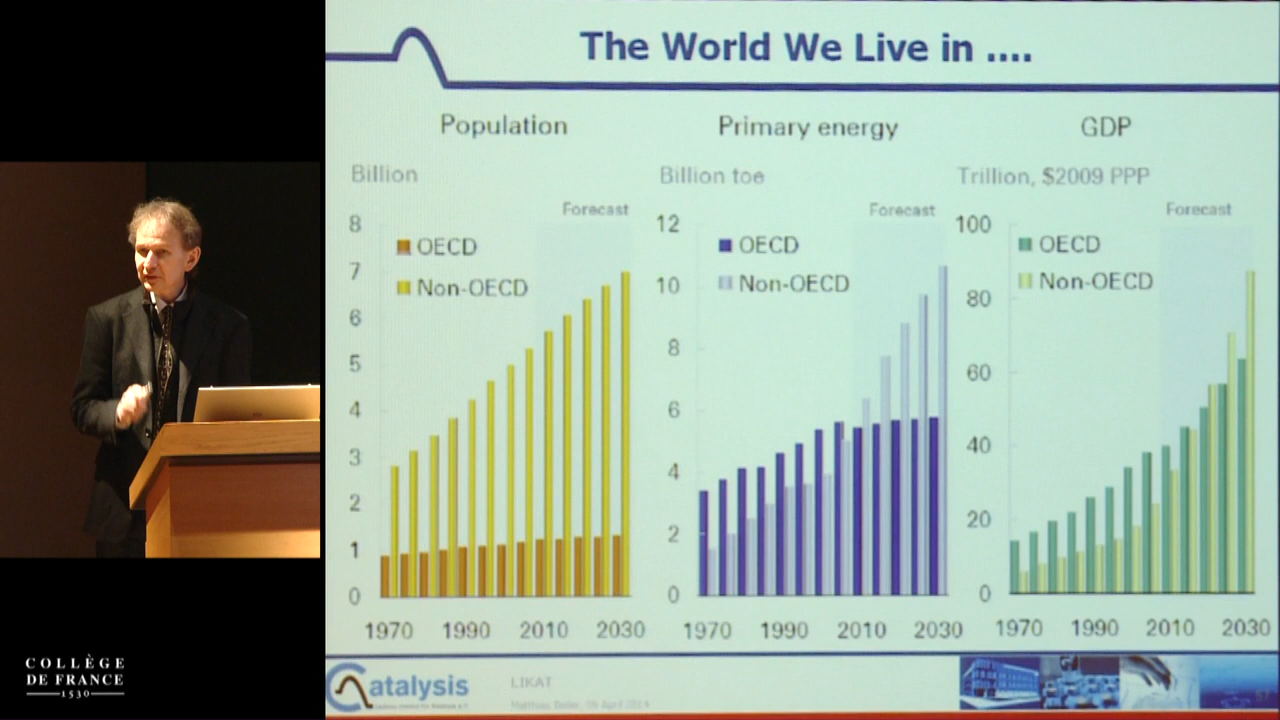 The World We Live in ....
Population
Primary energy
GDP
Billion
Billion toe
Trillion, $2009 PPP
Forecast
Forecast
Forecast
8
7
6
5
4
3
2
1
0
OECD
Non-OECD
1970 1990 2010 2030
12
10
8
6
4
2
0
OECD
Non-OECD
1970 1990 2010 2030
100
80
60
40
20
0
OECD
Non-OECD
1970 1990 2010 2030
Catalysis
LIKAT
COLLÈGE
DE FRANCE
1530